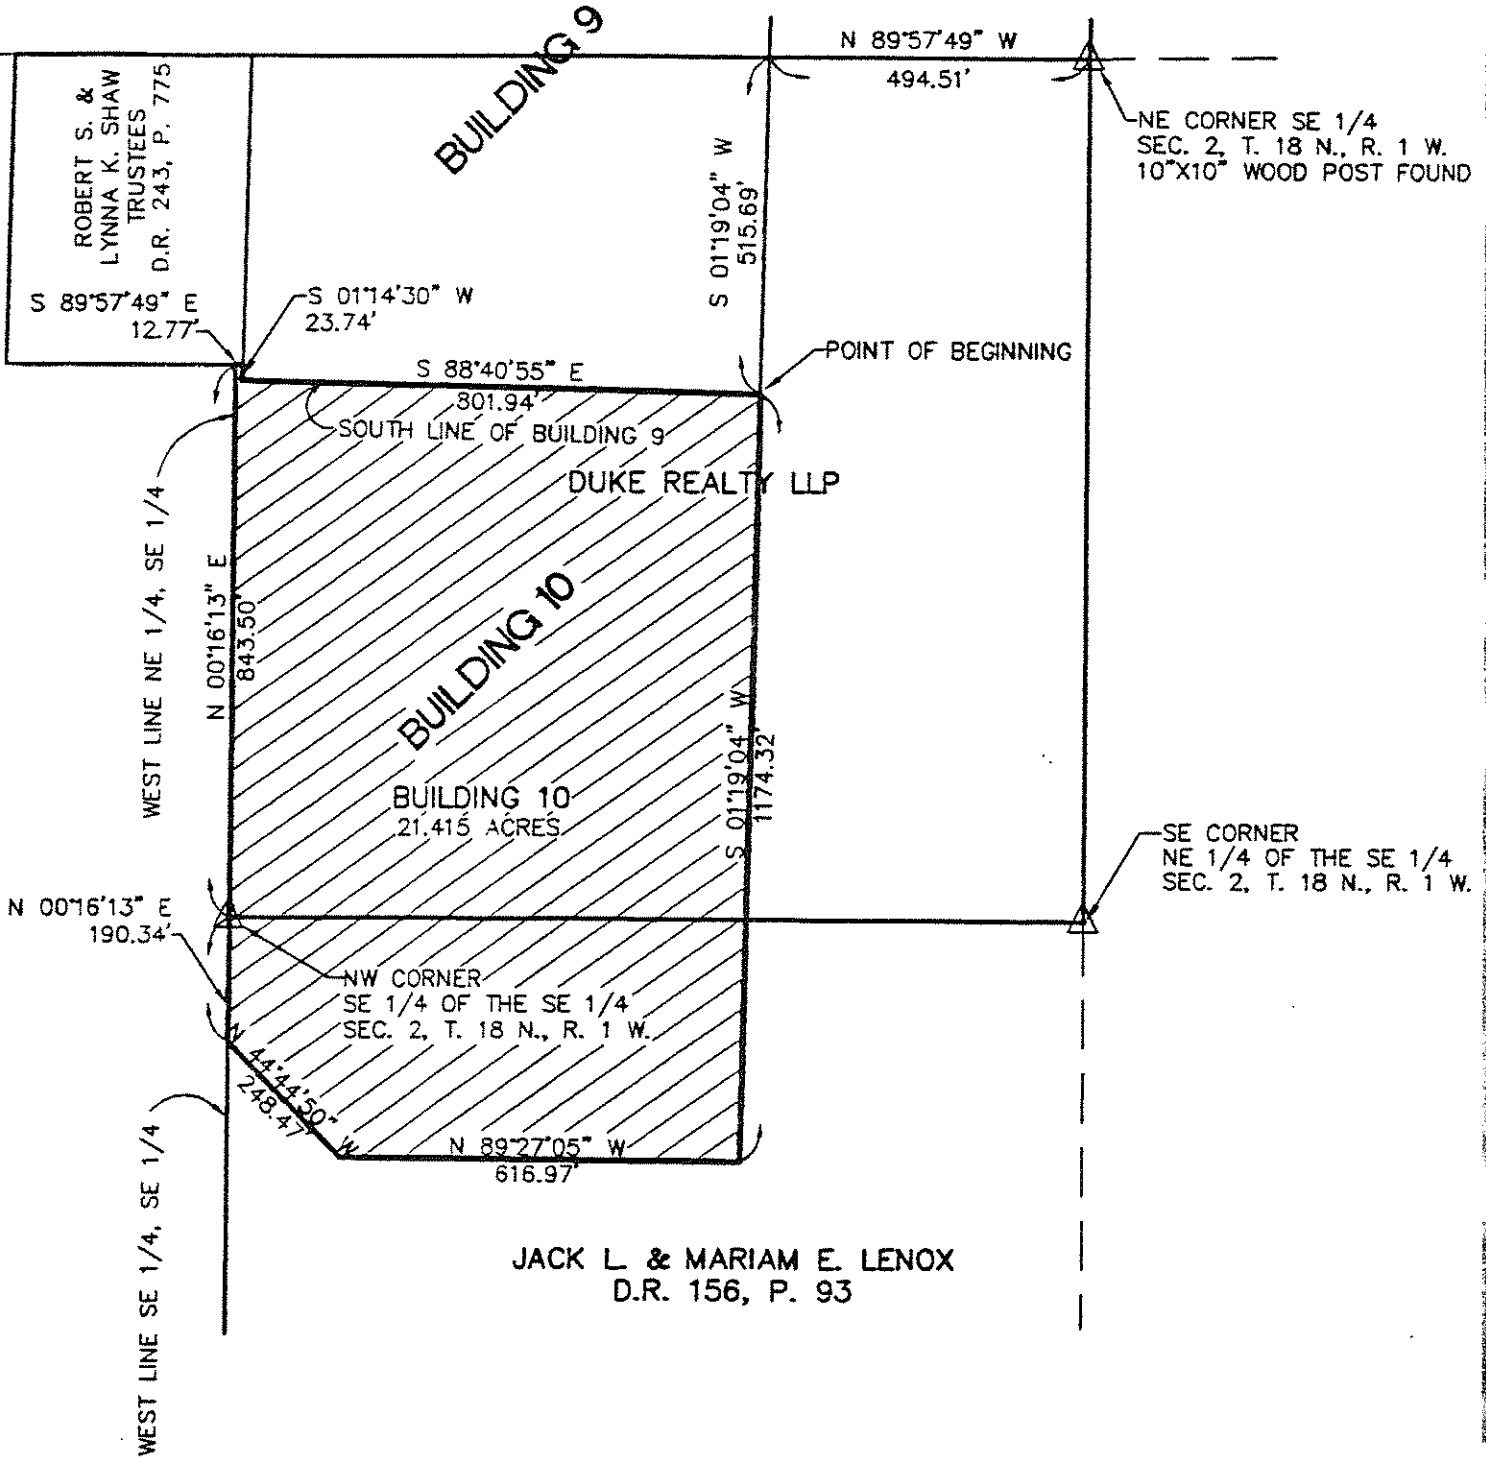 BUILDING 9
N 89°57'49" W
494.51'
ROBERT S. &
LYNNA K. SHAW
TRUSTEES
D.R. 243, P. 775
NE CORNER SE 1/4
SEC. 2, T. 18 N., R. 1 W.
10"X10" WOOD POST FOUND
S 01°19'04" W
515.69'
S 89°57'49" E
12.77'
S 01°14'30" W
23.74'
POINT OF BEGINNING
S 88°40'55" E
801.94'
SOUTH LINE OF BUILDING 9
DUKE REALTY LLP
WEST LINE NE 1/4, SE 1/4
N 00°16'13" E
843.50'
BUILDING 10
BUILDING 10
21.415 ACRES
S 01°19'04" W
1174.32'
SE CORNER
NE 1/4 OF THE SE 1/4
SEC. 2, T. 18 N., R. 1 W.
N 00°16'13" E
190.34'
NW CORNER
SE 1/4 OF THE SE 1/4
SEC. 2, T. 18 N., R. 1 W.
N 44°44'50" W
248.47'
N 89°27'05" W
616.97'
WEST LINE SE 1/4, SE 1/4
JACK L. & MARIAM E. LENOX
D.R. 156, P. 93